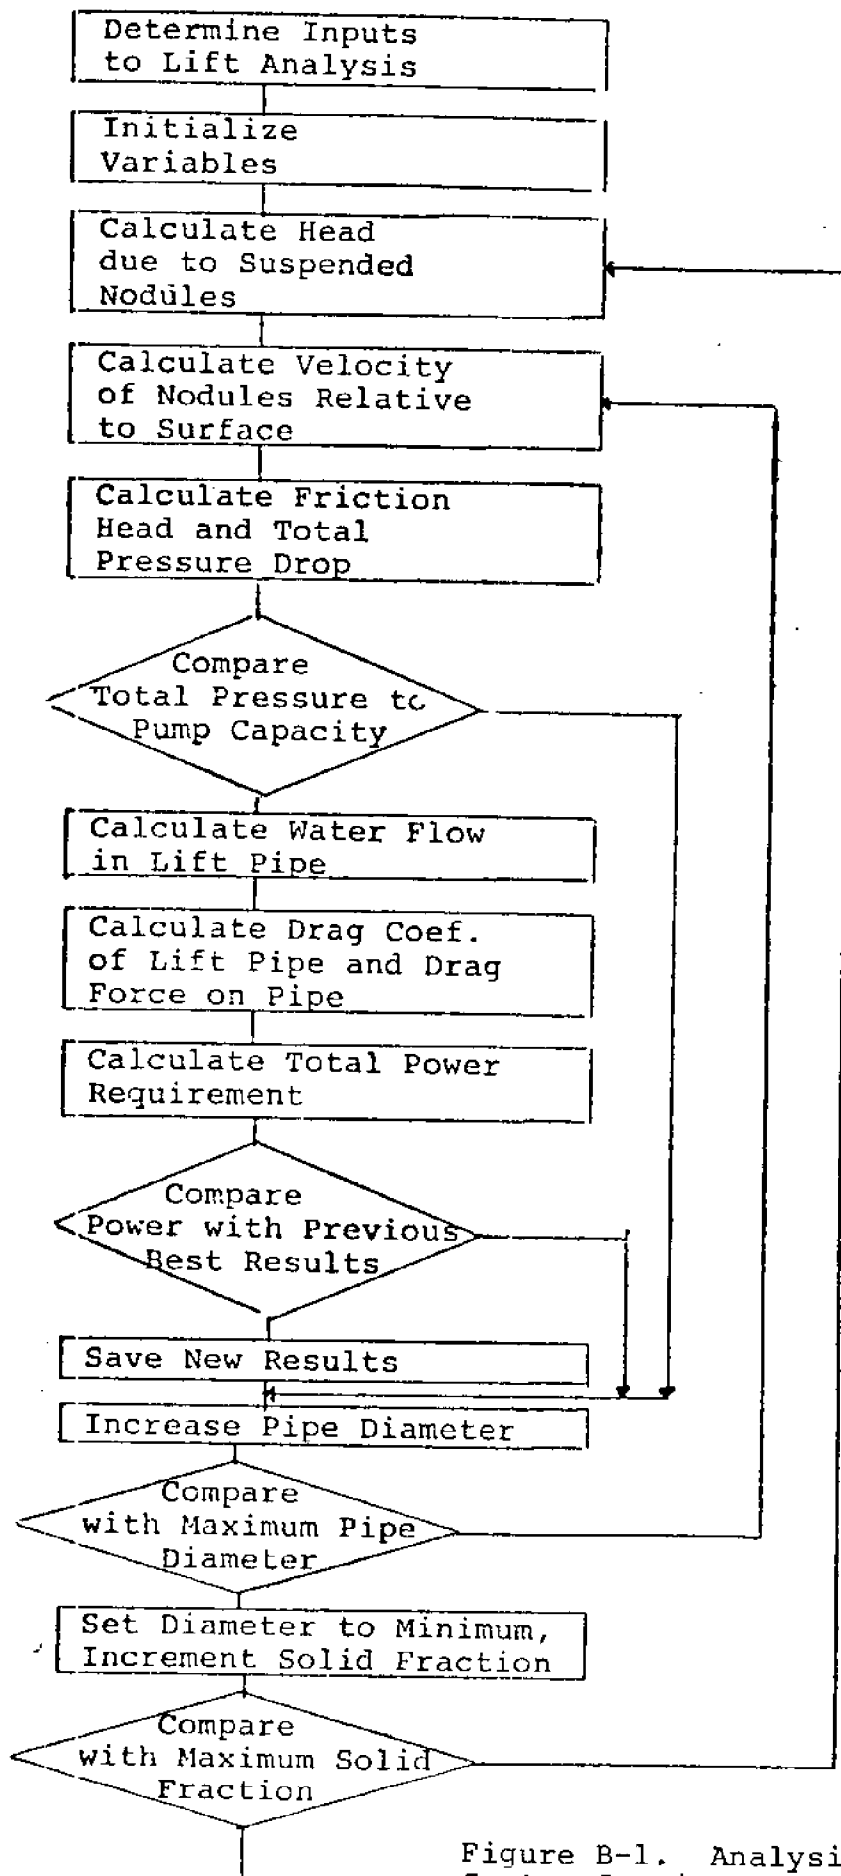 Determine Inputs
to Lift Analysis
Initialize
Variables
Calculate Head
due to Suspended
Nodules
Calculate Velocity
of Nodules Relative
to Surface
Calculate Friction
Head and Total
Pressure Drop
Compare
Total Pressure to
Pump Capacity
Calculate Water Flow
in Lift Pipe
Calculate Drag Coef.
of Lift Pipe and Drag
Force on Pipe
Calculate Total Power
Requirement
Compare
Power with Previous
Best Results
Save New Results
Increase Pipe Diameter
Compare
with Maximum Pipe
Diameter
Set Diameter to Minimum,
Increment Solid Fraction
Compare
with Maximum Solid
Fraction
Figure B-1. Analysi